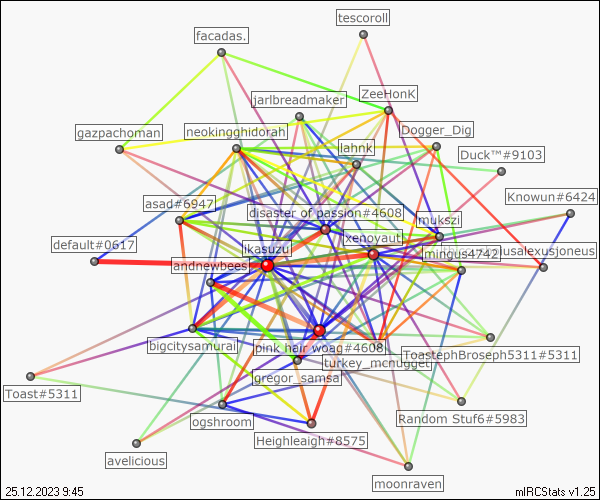 tescoroll
facadas.
ZeeHonK
jarlbreadmaker
gazpachoman
neokingghidorah
Dogger_Dig
lahnk
Duck™#9103
Knowun#6424
asad#6947
disaster of passion#4608
mukszi
default#0617
ikasuzu
xenoyaut
mingus4742
usalexusjoneus
andnewbees
bigcitysamurai
pink hair woag#4608
ToastephBroseph5311#5311
turkey_mcnugget
gregor_samsa
Toast#5311
ogshroom
Random Stuf6#5983
Heighleaigh#8575
avelicious
moonraven
25.12.2023 9:45
mIRCStats v1.25